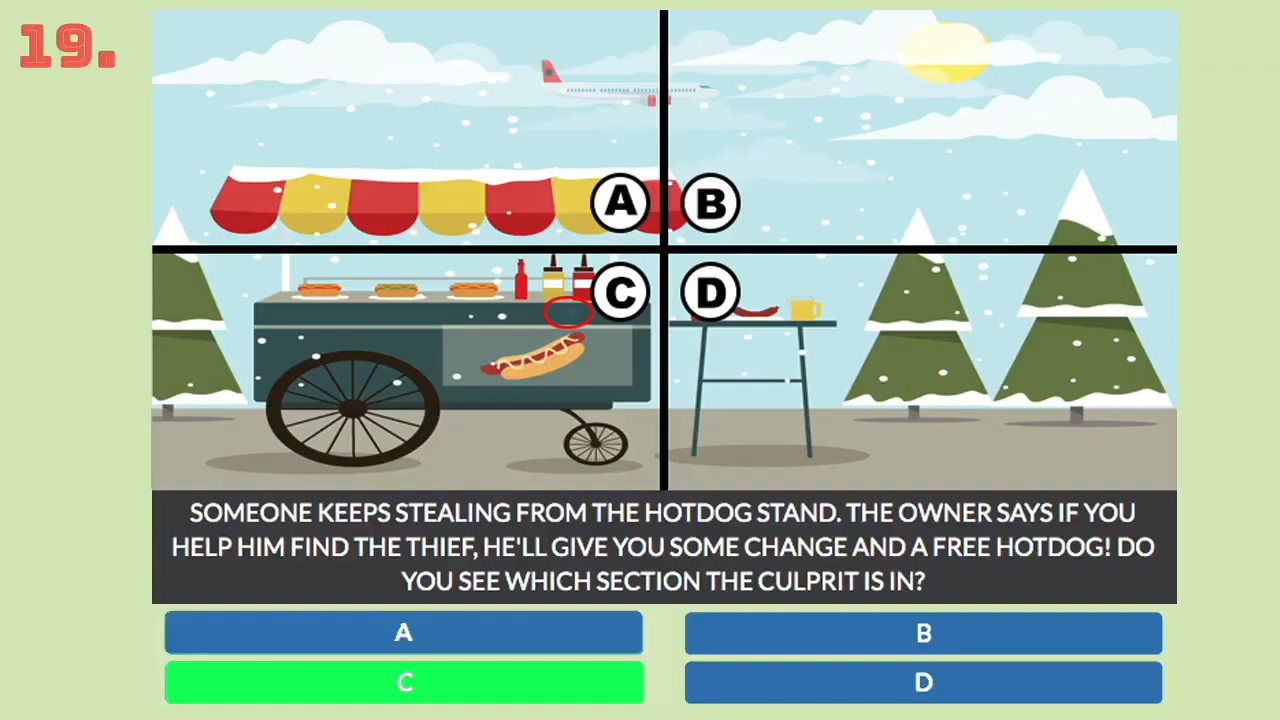 19.
A
B
C
D
SOMEONE KEEPS STEALING FROM THE HOTDOG STAND. THE OWNER SAYS IF YOU
HELP HIM FIND THE THIEF, HE'LL GIVE YOU SOME CHANGE AND A FREE HOTDOG! DO
YOU SEE WHICH SECTION THE CULPRIT IS IN?
A
B
C
D